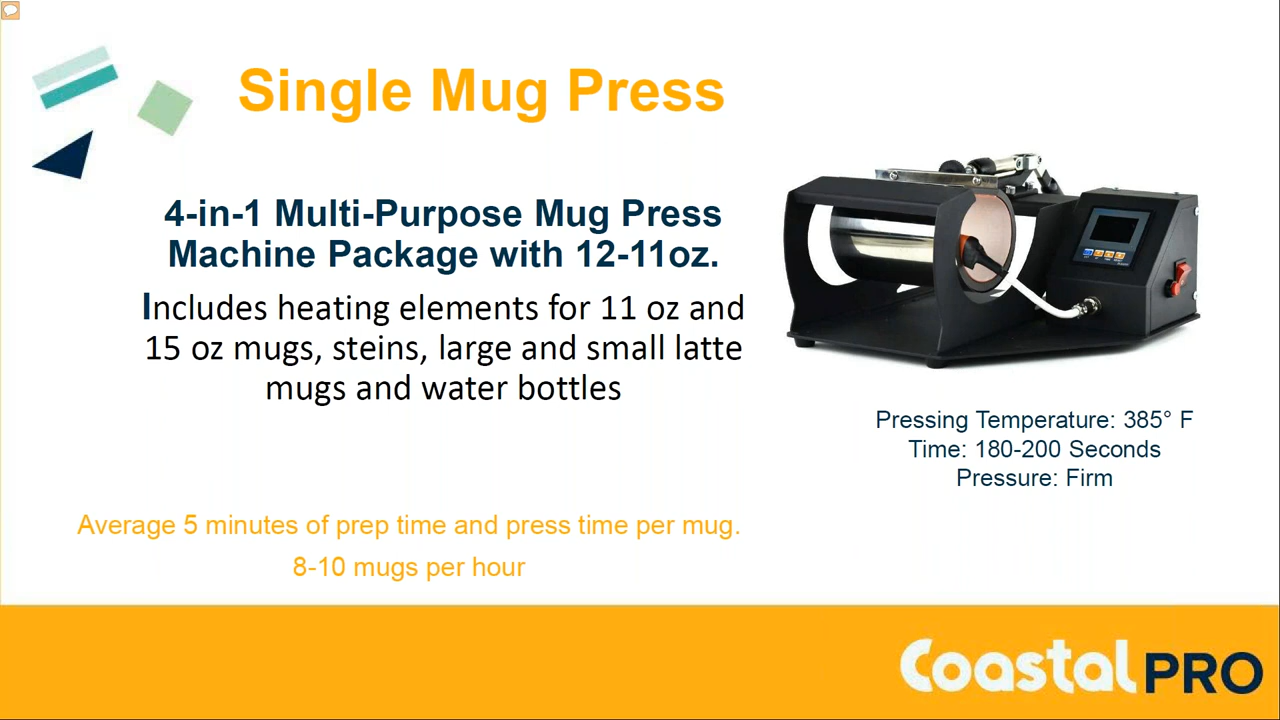 Single Mug Press
4-in-1 Multi-Purpose Mug Press
Machine Package with 12-11oz.
Includes heating elements for 11 oz and
15 oz mugs, steins, large and small latte
mugs and water bottles
Pressing Temperature: 385° F
Time: 180-200 Seconds
Pressure: Firm
Average 5 minutes of prep time and press time per mug.
8-10 mugs per hour
Coastal PRO